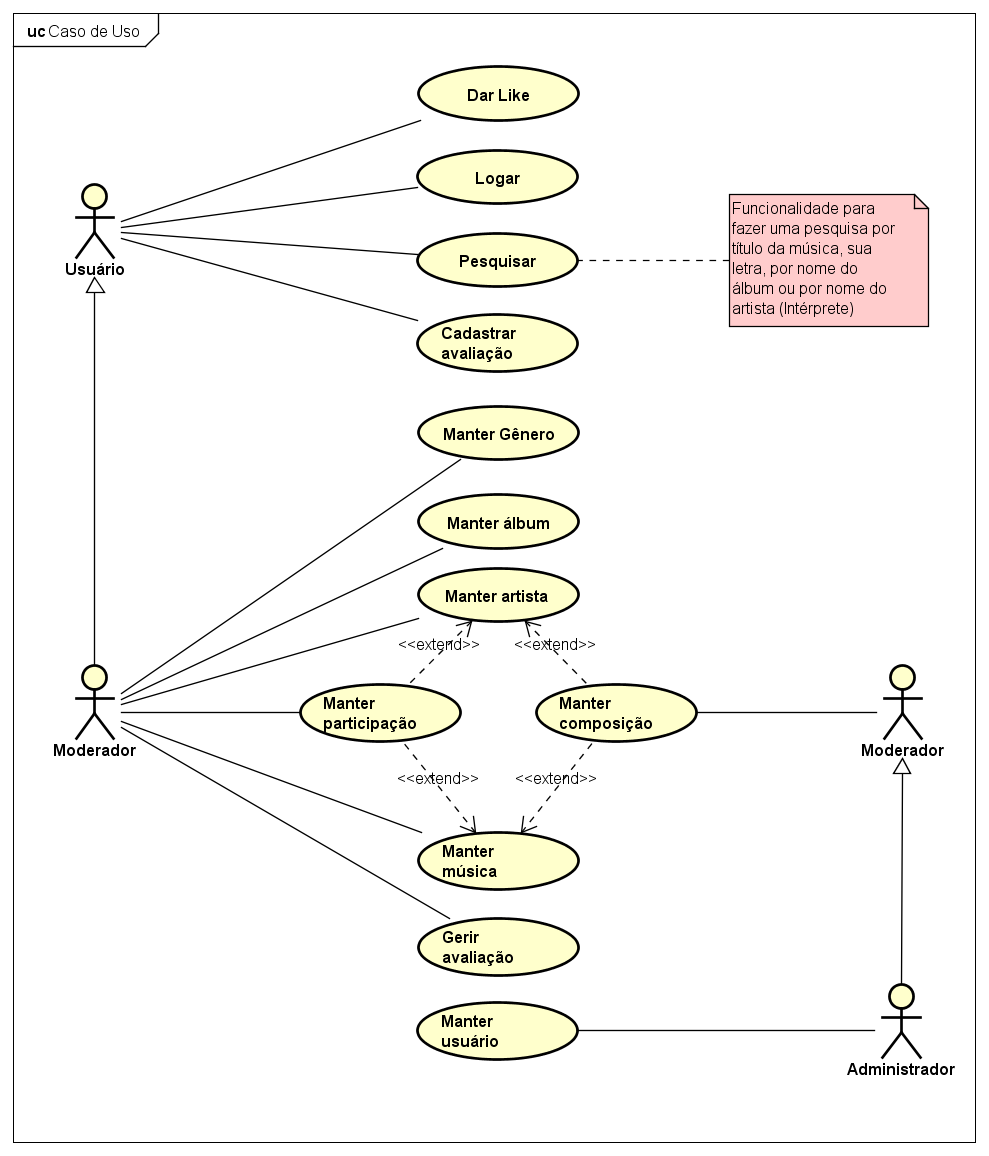 uc Caso de Uso
Dar Like
Logar
Pesquisar
Funcionalidade para
fazer uma pesquisa por
título da música, sua
letra, por nome do
álbum ou por nome do
artista (Intérprete)
Usuário
Cadastrar
avaliação
Manter Gênero
Manter álbum
Manter artista
<<extend>>
<<extend>>
Manter
participação
Manter
composição
Moderador
Moderador
<<extend>>
<<extend>>
Manter
música
Gerir
avaliação
Manter
usuário
Administrador